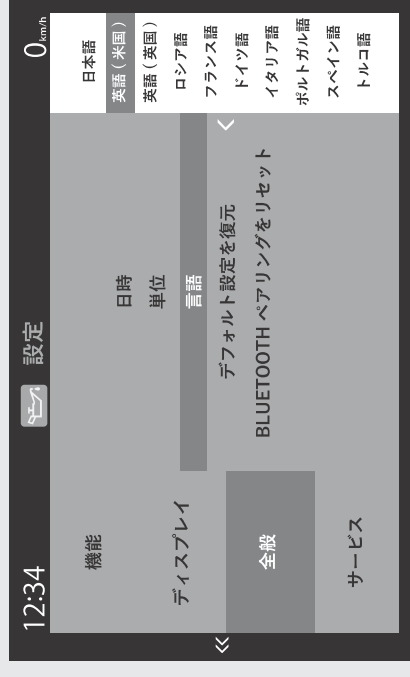 12:34
設定
0 km/h
機能
ディスプレイ
全般
サービス
日時
単位
言語
デフォルト設定を復元
BLUETOOTH ペアリングをリセット
日本語
英語（米国）
英語（英国）
ロシア語
フランス語
ドイツ語
イタリア語
ポルトガル語
スペイン語
トルコ語